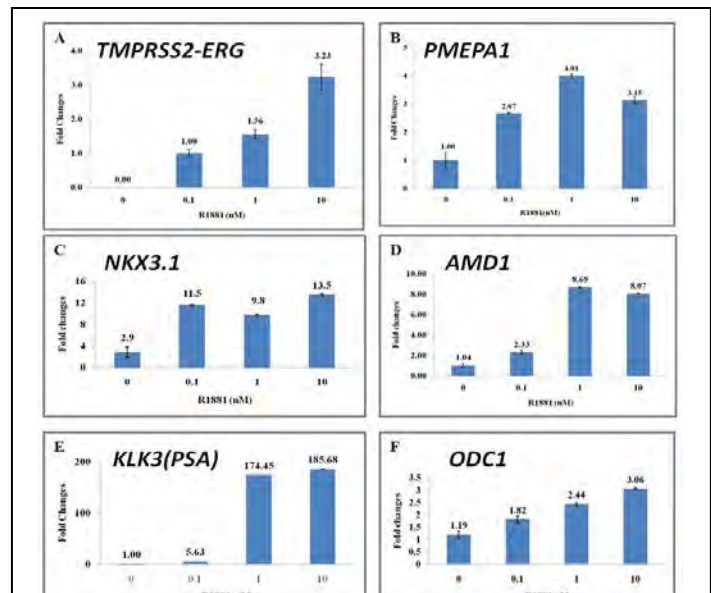 A TMPRSS2-ERG
Fold Changes
4.0
3.0
2.0
1.0
0.0
0.00
1.00
1.56
3.23
0 0.1 1 10
R1881 (nM)
B PMEPA1
Fold Changes
5
4
3
2
1
0
1.00
2.67
4.01
3.15
0 0.1 1 10
R1881(nM)
C NKX3.1
Fold changes
16
12
8
4
0
2.9
11.5
9.8
13.5
0 0.1 1 10
R1881 (nM)
D AMD1
Fold changes
10.00
8.00
6.00
4.00
2.00
0.00
1.04
2.33
8.69
8.07
0 0.1 1 10
R1881 (nM)
E KLK3(PSA)
Fold Changes
200
100
0
1.00
5.63
174.45
185.68
0 0.1 1 10
F ODC1
Fold changes
3.5
3
2.5
2
1.5
1
0.5
0
1.19
1.82
2.44
3.06
0 0.1 1 10